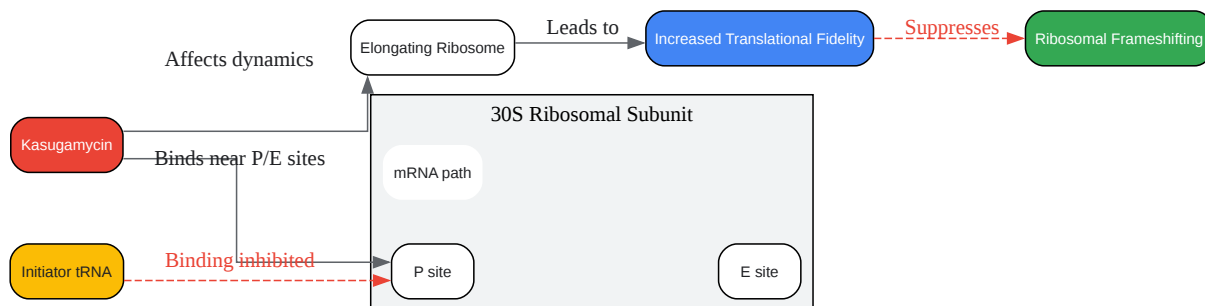 Elongating Ribosome
Leads to
Increased Translational Fidelity
Suppresses
Ribosomal Frameshifting
Affects dynamics
30S Ribosomal Subunit
Kasugamycin
Binds near P/E sites
mRNA path
Initiator tRNA
Binding inhibited
P site
E site